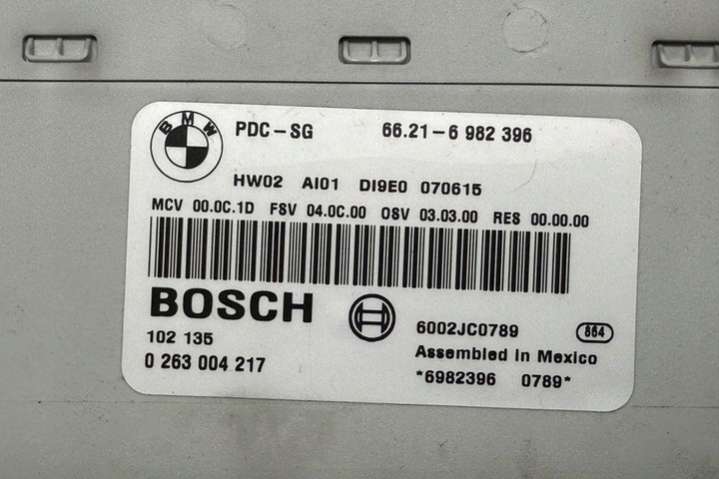 BMW
PDC-SG 66.21-6 982 396
HW02 AI01 DI9E0 070615
MCV 00.0C.1D FSV 04.0C.00 OSV 03.03.00 RES 00.00.00
BOSCH
6002JC0789 864
102 135
Assembled in Mexico
0 263 004 217
*6982396 0789*